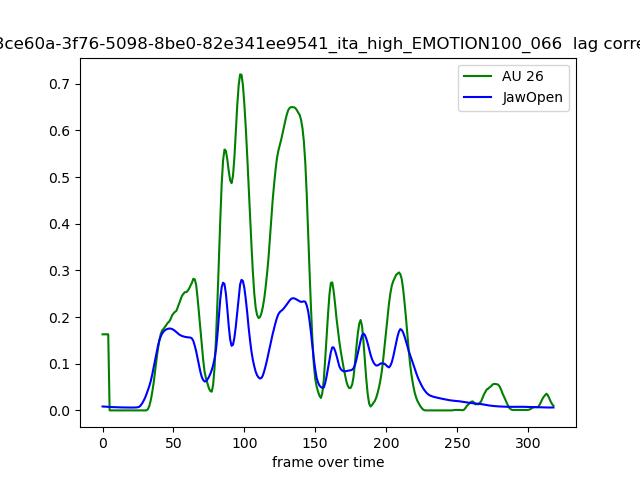 3ce60a-3f76-5098-8be0-82e341ee9541_ita_high_EMOTION100_066 lag corre
AU 26
JawOpen
0.7
0.6
0.5
0.4
0.3
0.2
0.1
0.0
0 50 100 150 200 250 300
frame over time